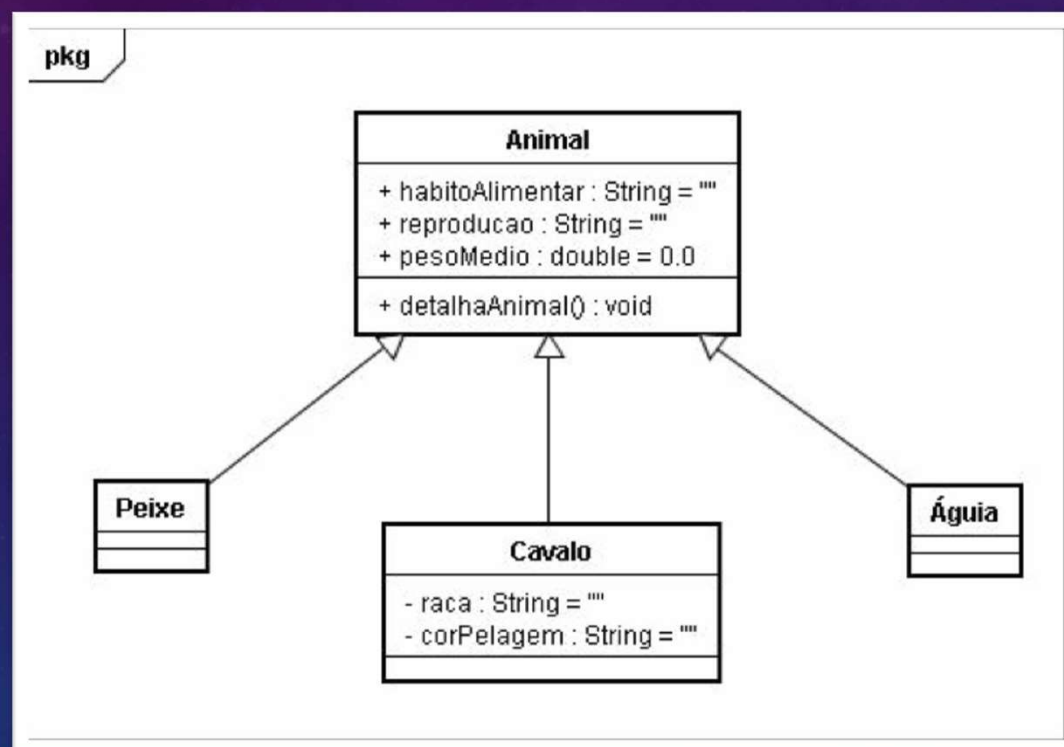 pkg
Animal
+ habitoAlimentar : String = ""
+ reproducao : String = ""
+ pesoMedio : double = 0.0
+ detalhaAnimal() : void
Peixe
Cavalo
- raca : String = ""
- corPelagem : String = ""
Águia